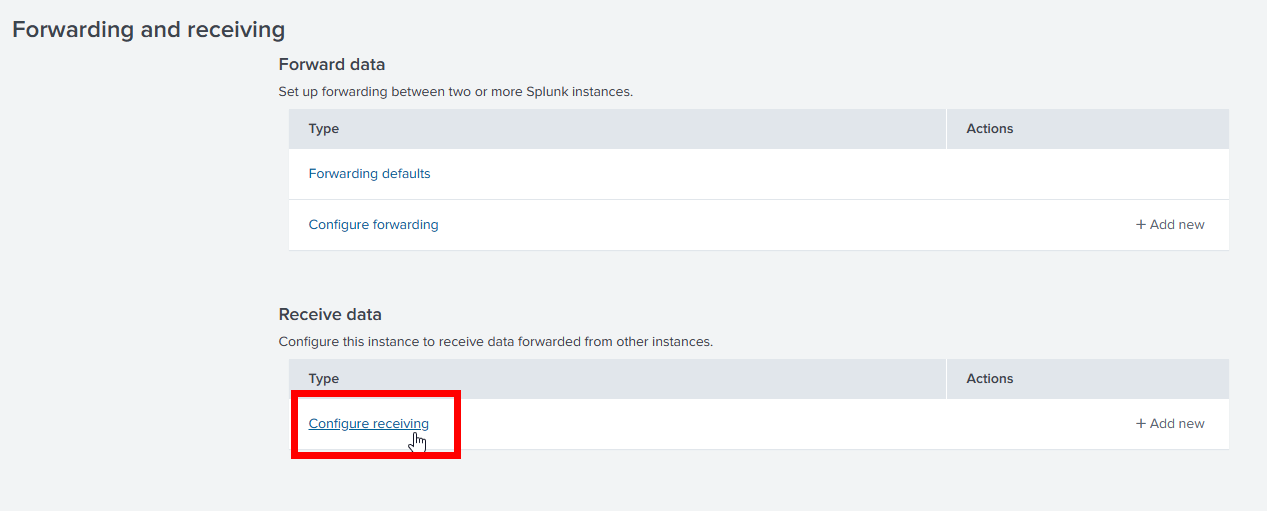 Forwarding and receiving
Forward data
Set up forwarding between two or more Splunk instances.
Type Actions
Forwarding defaults
Configure forwarding + Add new
Receive data
Configure this instance to receive data forwarded from other instances.
Type Actions
Configure receiving + Add new